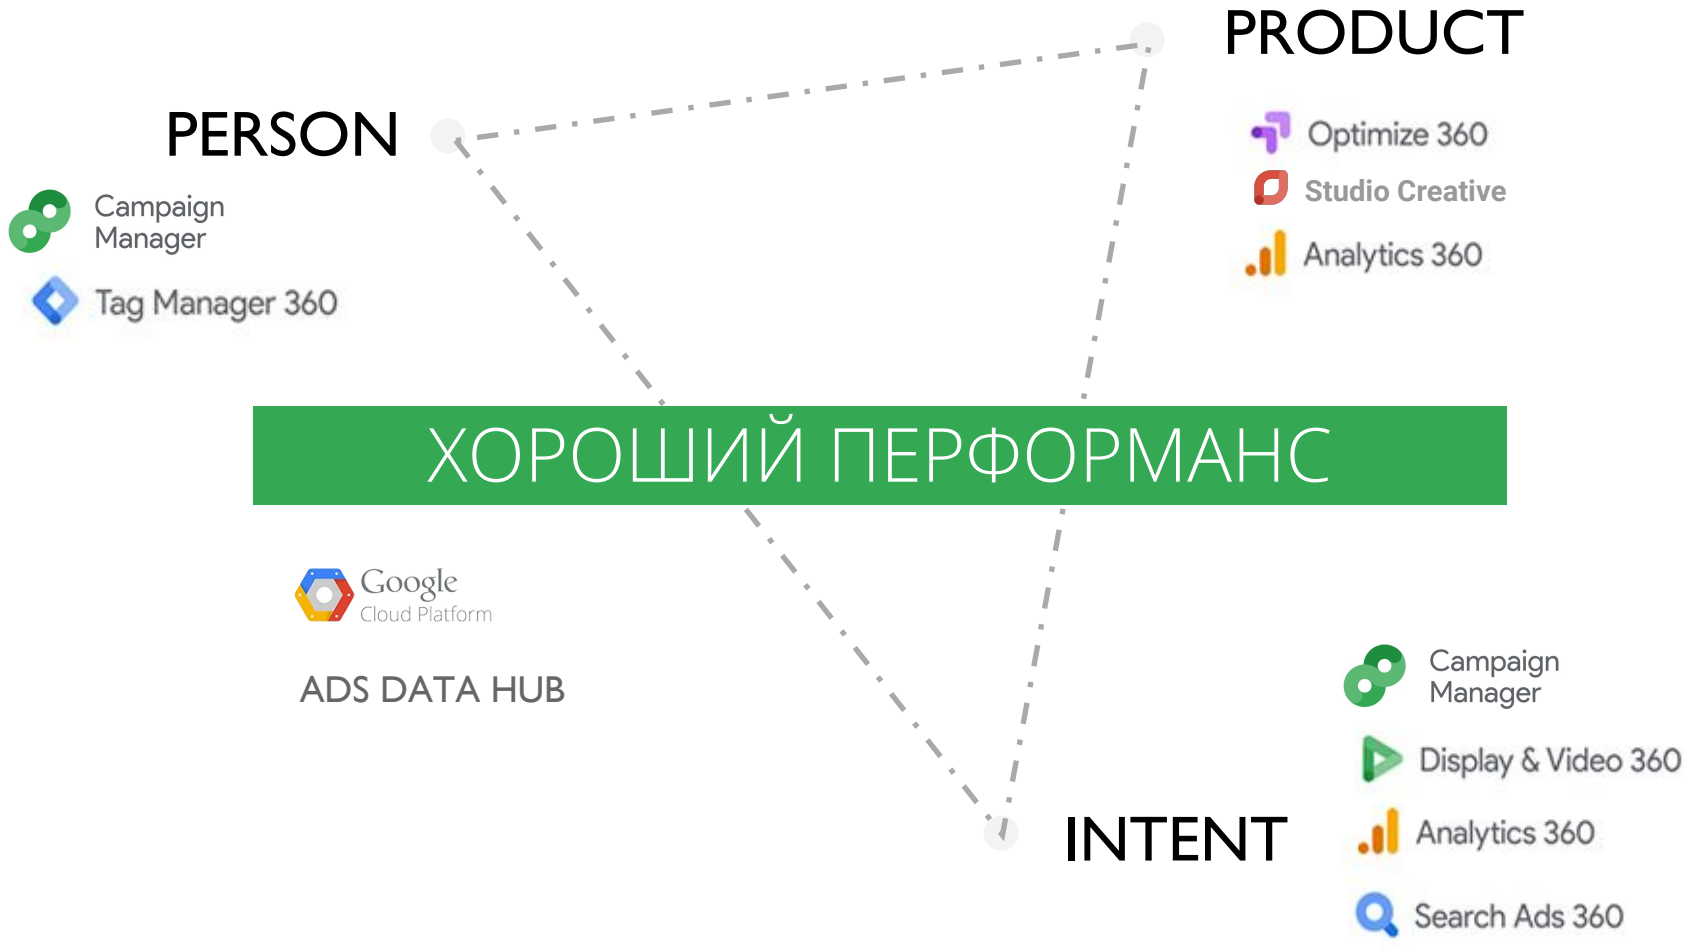 PRODUCT
PERSON
Optimize 360
Studio Creative
Analytics 360
Campaign
Manager
Tag Manager 360
ХОРОШИЙ ПЕРФОРМАНС
Google
Cloud Platform
ADS DATA HUB
INTENT
Campaign
Manager
Display & Video 360
Analytics 360
Search Ads 360